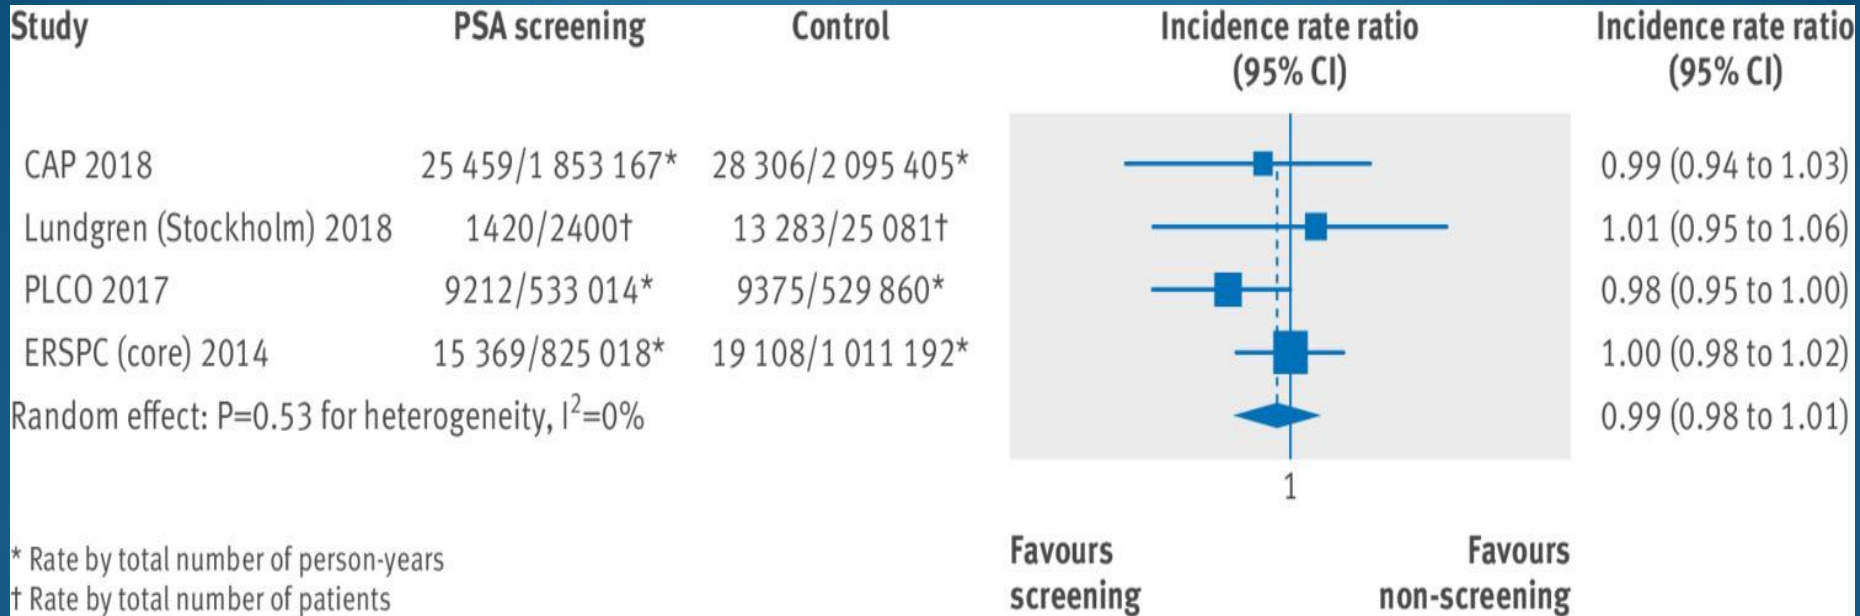 Study PSA screening Control Incidence rate ratio (95% CI) Incidence rate ratio (95% CI)
CAP 2018 25 459/1 853 167* 28 306/2 095 405* 0.99 (0.94 to 1.03)
Lundgren (Stockholm) 2018 1420/2400† 13 283/25 081† 1.01 (0.95 to 1.06)
PLCO 2017 9212/533 014* 9375/529 860* 0.98 (0.95 to 1.00)
ERSPC (core) 2014 15 369/825 018* 19 108/1 011 192* 1.00 (0.98 to 1.02)
Random effect: P=0.53 for heterogeneity, I²=0% 0.99 (0.98 to 1.01)
1
Favours screening Favours non-screening
* Rate by total number of person-years
† Rate by total number of patients